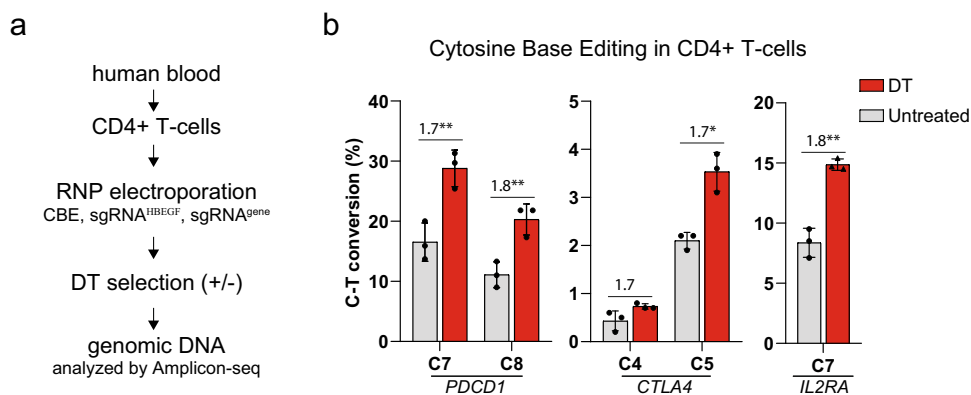 a
human blood
CD4+ T-cells
RNP electroporation
CBE, sgRNAᴴᴮᴱᴳᶠ, sgRNAᵍᵉⁿᵉ
DT selection (+/-)
genomic DNA
analyzed by Amplicon-seq
b
Cytosine Base Editing in CD4+ T-cells
DT
Untreated
C-T conversion (%)
40
30
20
10
0
1.7**
1.8**
C7 C8
PDCD1
5
4
3
2
1
0
1.7
1.7*
C4 C5
CTLA4
20
15
10
5
0
1.8**
C7
IL2RA